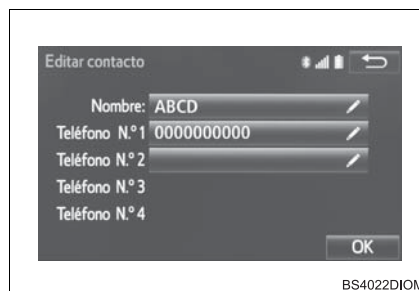 Editar contacto
Nombre: ABCD
Teléfono N.º 1 0000000000
Teléfono N.º 2
Teléfono N.º 3
Teléfono N.º 4
OK
BS4022DIOM